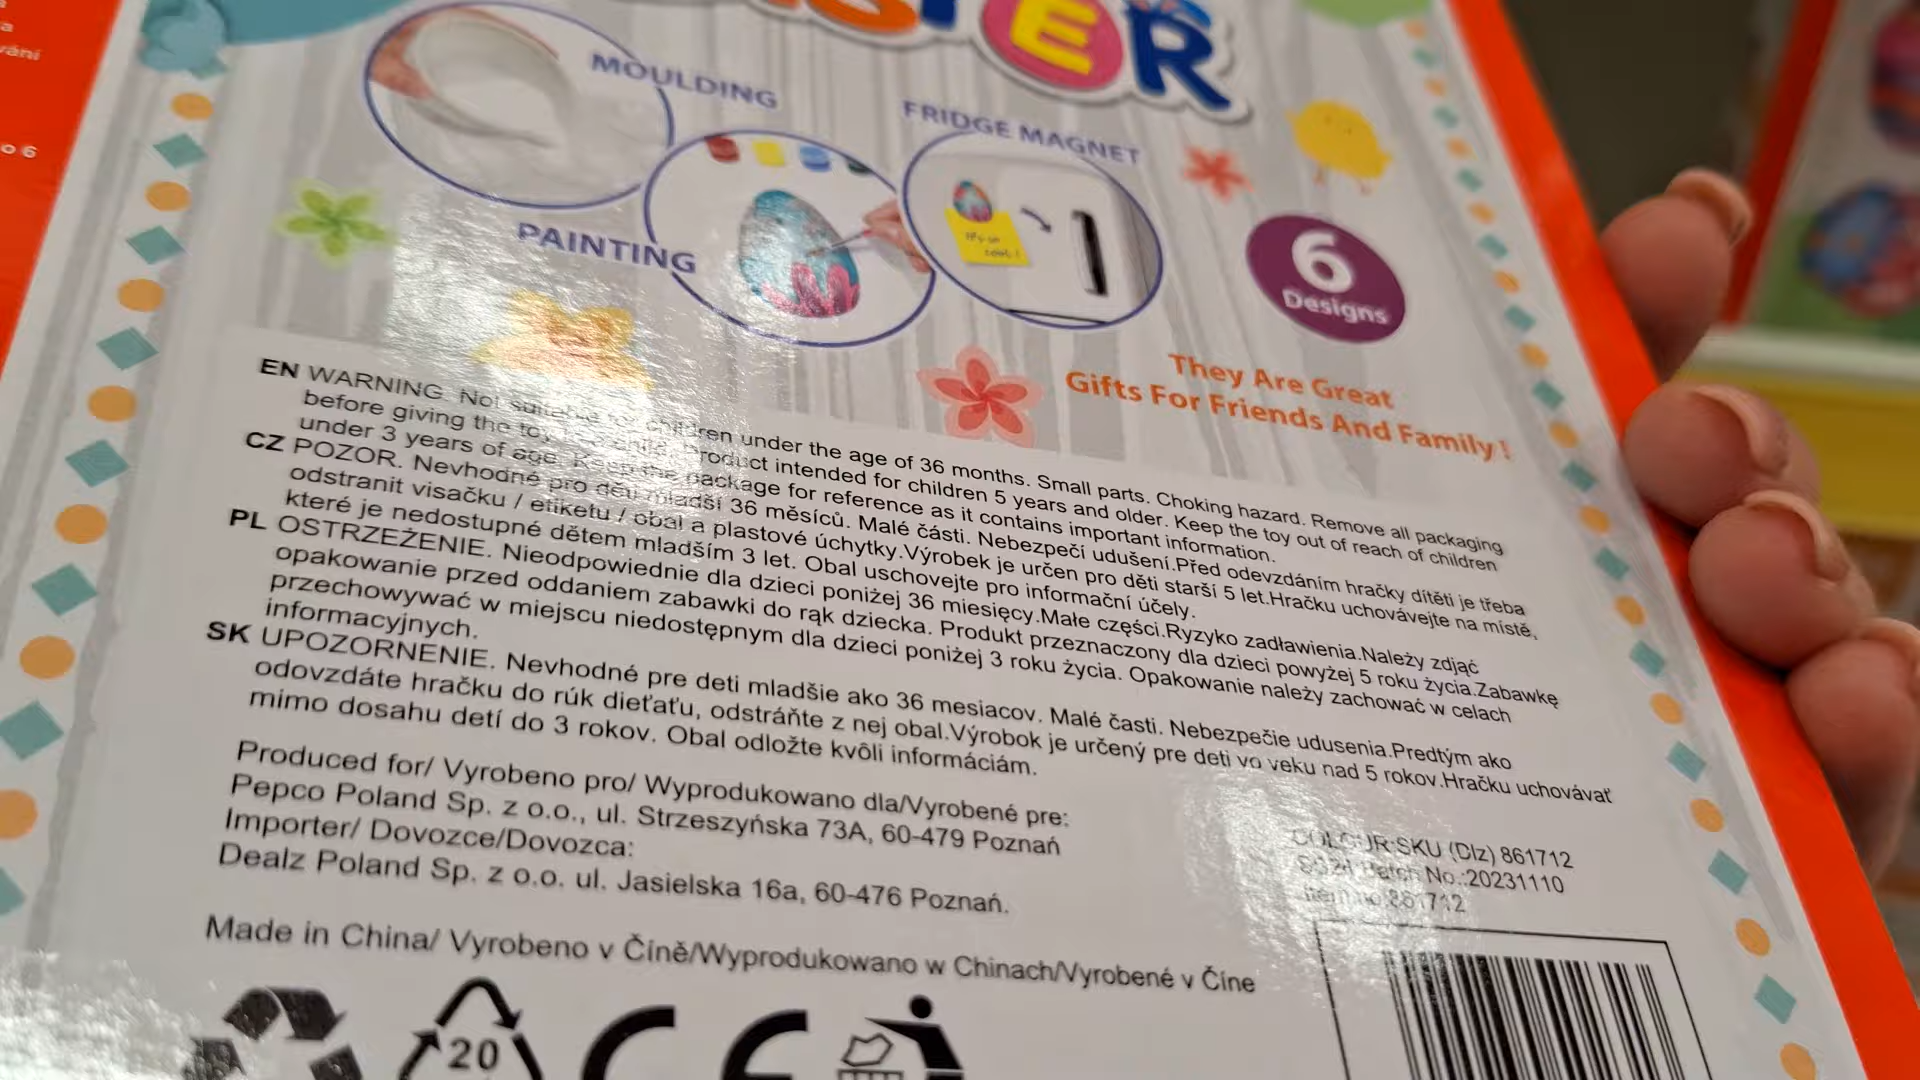 ováni
o 6
STER
MOULDING
FRIDGE MAGNET
PAINTING
It's so
cool!
6
Designs
They Are Great
Gifts For Friends And Family!
EN WARNING. Not suitable for children under the age of 36 months. Small parts. Choking hazard. Remove all packaging
before giving the toy to a child. Product intended for children 5 years and older. Keep the toy out of reach of children
under 3 years of age. Keep the package for reference as it contains important information.
CZ POZOR. Nevhodné pro děti mladší 36 měsíců. Malé části. Nebezpečí udušení.Před odevzdáním hračky dítěti je třeba
odstranit visačku / etiketu / obal a plastové úchytky.Výrobek je určen pro děti starší 5 let.Hračku uchovávejte na místě,
které je nedostupné dětem mladším 3 let. Obal uschovejte pro informační účely.
PL OSTRZEŻENIE. Nieodpowiednie dla dzieci poniżej 36 miesięcy.Małe części.Ryzyko zadławienia.Należy zdjąć
opakowanie przed oddaniem zabawki do rąk dziecka. Produkt przeznaczony dla dzieci powyżej 5 roku życia.Zabawkę
przechowywać w miejscu niedostępnym dla dzieci poniżej 3 roku życia. Opakowanie należy zachować w celach
informacyjnych.
SK UPOZORNENIE. Nevhodné pre deti mladšie ako 36 mesiacov. Malé časti. Nebezpečie udusenia.Predtým ako
odovzdáte hračku do rúk dieťaťu, odstráňte z nej obal.Výrobok je určený pre deti vo veku nad 5 rokov.Hračku uchovávať
mimo dosahu detí do 3 rokov. Obal odložte kvôli informáciám.
Produced for/ Vyrobeno pro/ Wyprodukowano dla/Vyrobené pre:
Pepco Poland Sp. z o.o., ul. Strzeszyńska 73A, 60-479 Poznań
Importer/ Dovozce/Dovozca:
Dealz Poland Sp. z o.o. ul. Jasielska 16a, 60-476 Poznań.
COLOUR:SKU (Dlz) 861712
SS24 Batch No.:20231110
Item no:861712
Made in China/ Vyrobeno v Číně/Wyprodukowano w Chinach/Vyrobené v Číne
20
CE